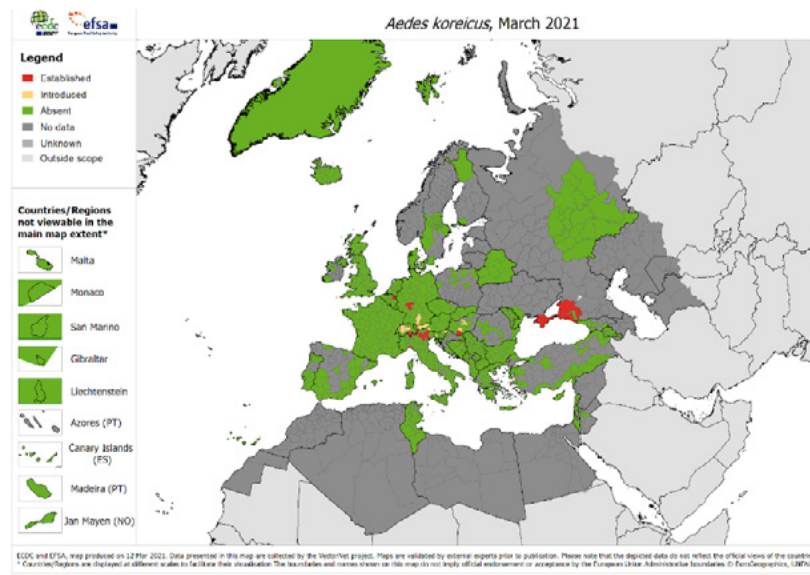 ecdc
efsa
Aedes koreicus, March 2021
Legend
Established
Introduced
Absent
No data
Unknown
Outside scope
Countries/Regions
not viewable in the
main map extent*
Malta
Monaco
San Marino
Gibraltar
Liechtenstein
Azores (PT)
Canary Islands
(ES)
Madeira (PT)
Jan Mayen (NO)
ECDC and EFSA, map produced on 12 Mar 2021. Data presented in this map are collected by the VectorNet project. Maps are validated by external experts prior to publication. Please note that the depicted data do not reflect the official views of the countrie
* Countries/Regions are displayed at different scales to facilitate their visualisation The boundaries and names shown on this map do not imply official endorsement or acceptance by the European Union Administrative boundaries © EuroGeographics,